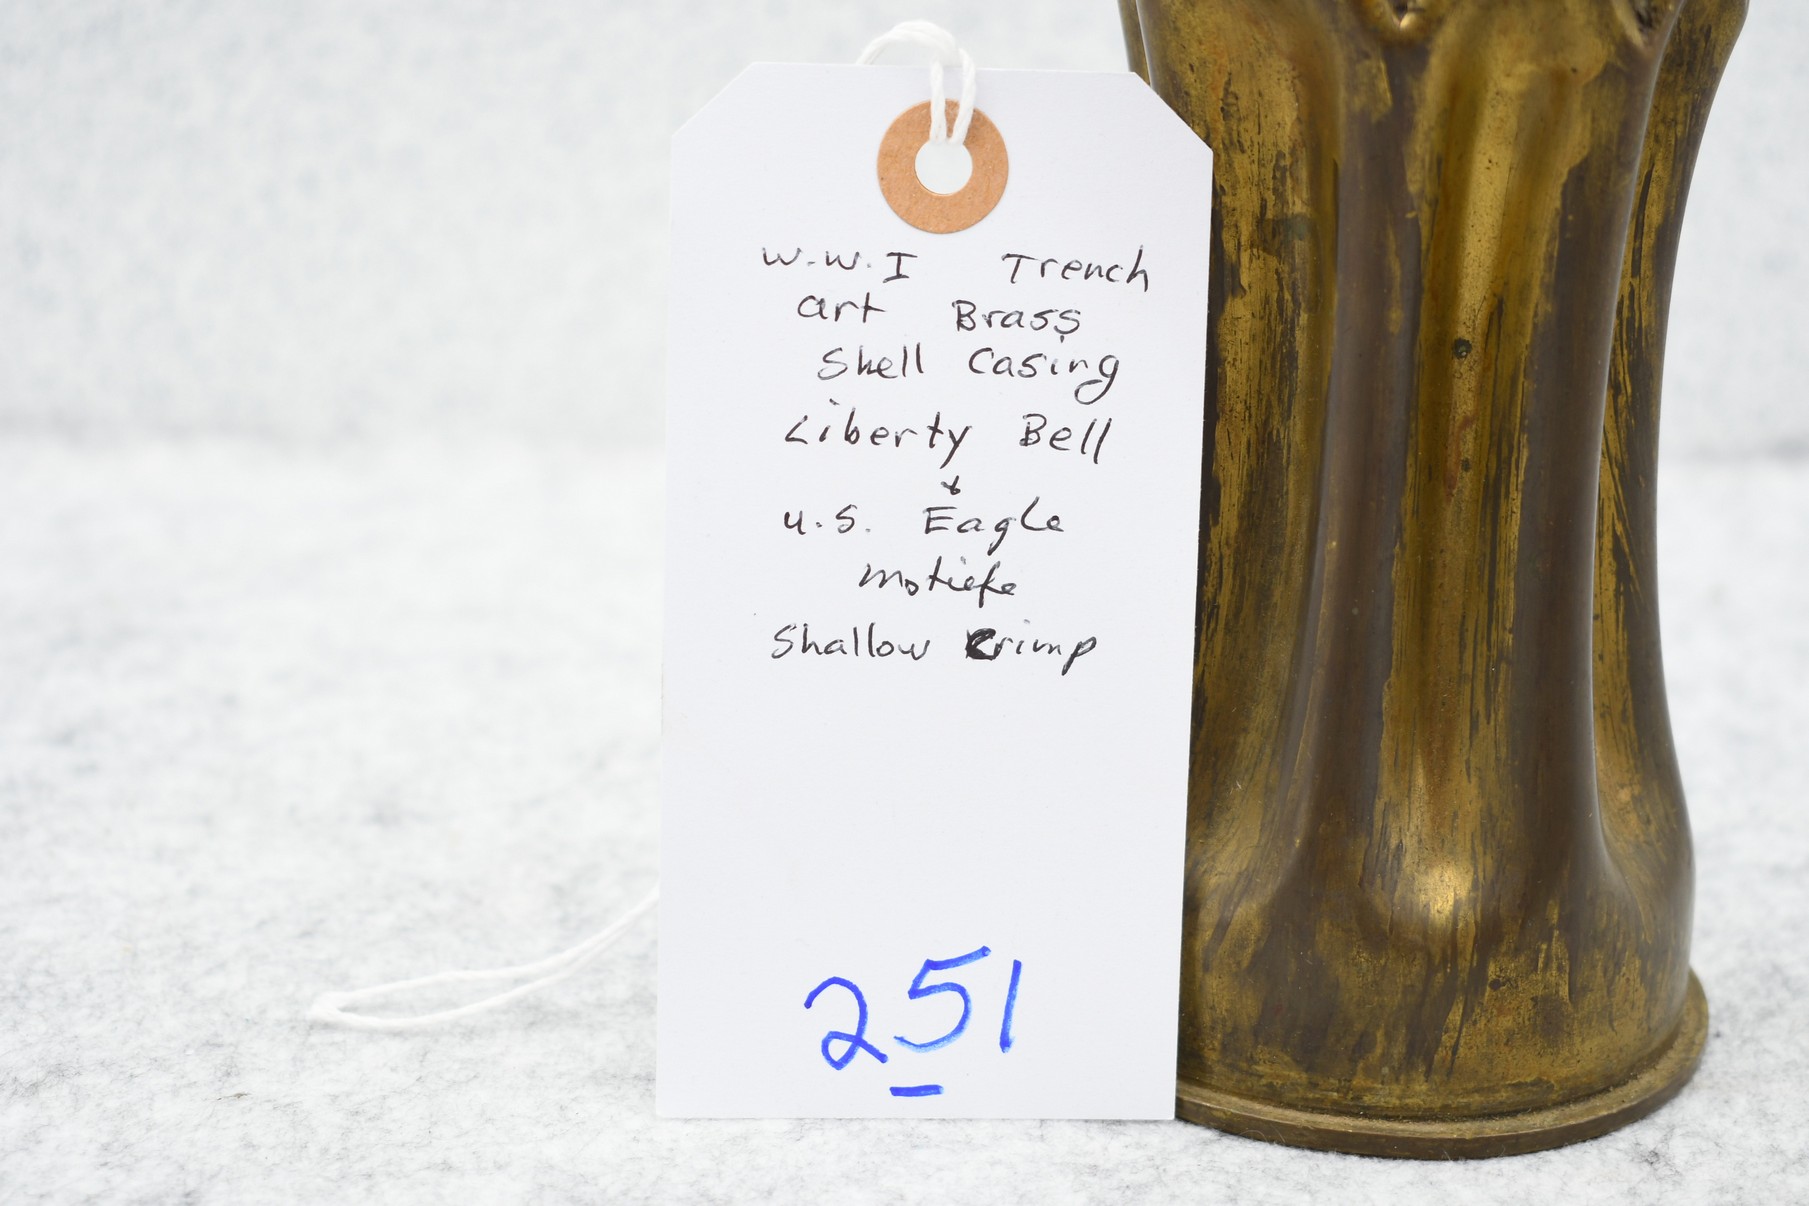 W.W.I Trench
art Brass
Shell Casing
Liberty Bell
&
U.S. Eagle
Motiefe
Shallow Crimp
251